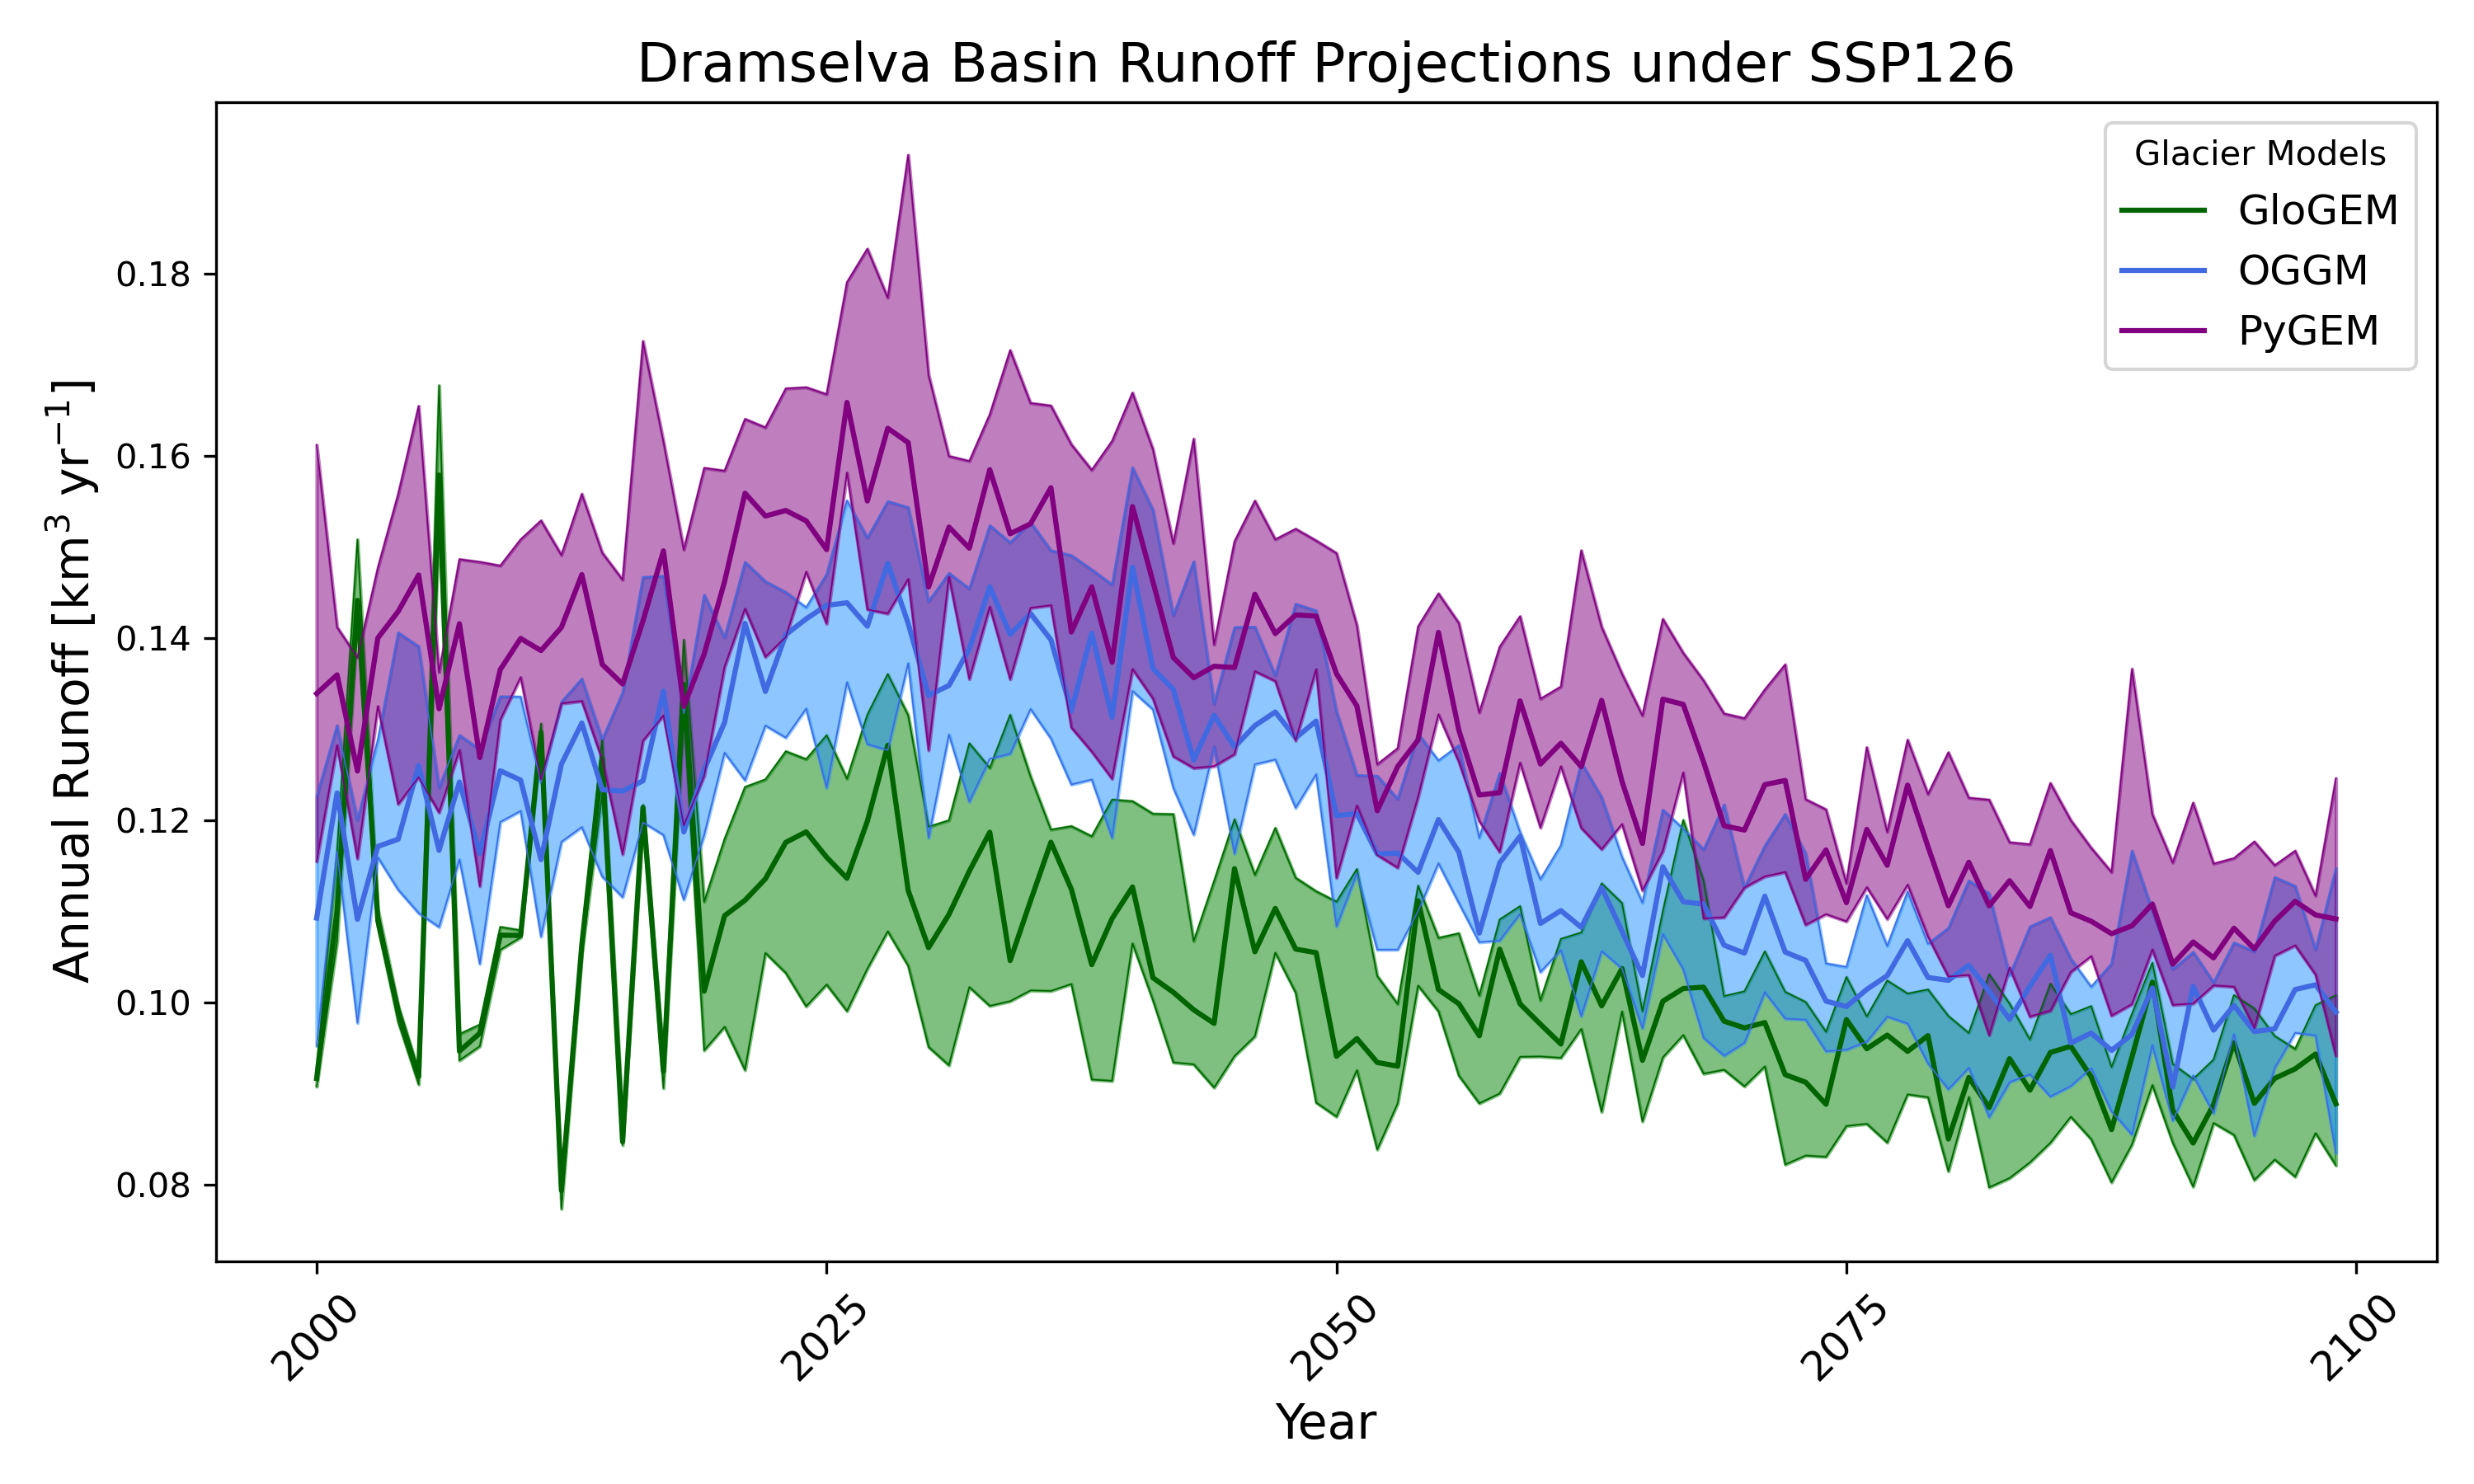 Dramselva Basin Runoff Projections under SSP126
Glacier Models
GloGEM
OGGM
PyGEM
Annual Runoff [km³ yr⁻¹]
0.18
0.16
0.14
0.12
0.10
0.08
2000
2025
2050
2075
2100
Year